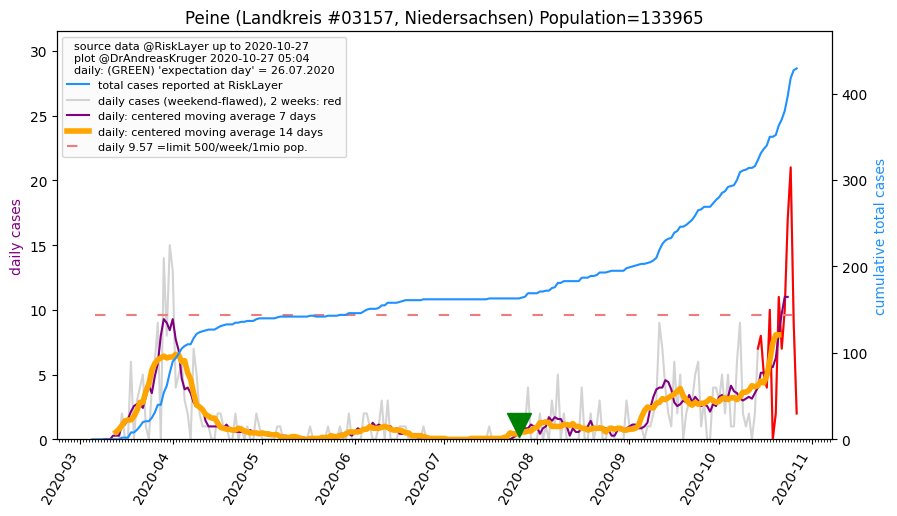 Peine (Landkreis #03157, Niedersachsen) Population=133965
source data @RiskLayer up to 2020-10-27
plot @DrAndreasKruger 2020-10-27 05:04
daily: (GREEN) 'expectation day' = 26.07.2020
total cases reported at RiskLayer
daily cases (weekend-flawed), 2 weeks: red
daily: centered moving average 7 days
daily: centered moving average 14 days
daily 9.57 =limit 500/week/1mio pop.
daily cases
30
25
20
15
10
5
0
cumulative total cases
400
300
200
100
0
2020-03
2020-04
2020-05
2020-06
2020-07
2020-08
2020-09
2020-10
2020-11